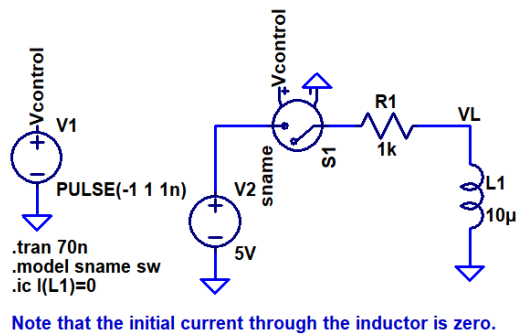 Vcontrol
Vcontrol
V1
+
R1
VL
1k
S1
sname
L1
10µ
PULSE(-1 1 1n)
V2
5V
.tran 70n
.model sname sw
.ic I(L1)=0
Note that the initial current through the inductor is zero.